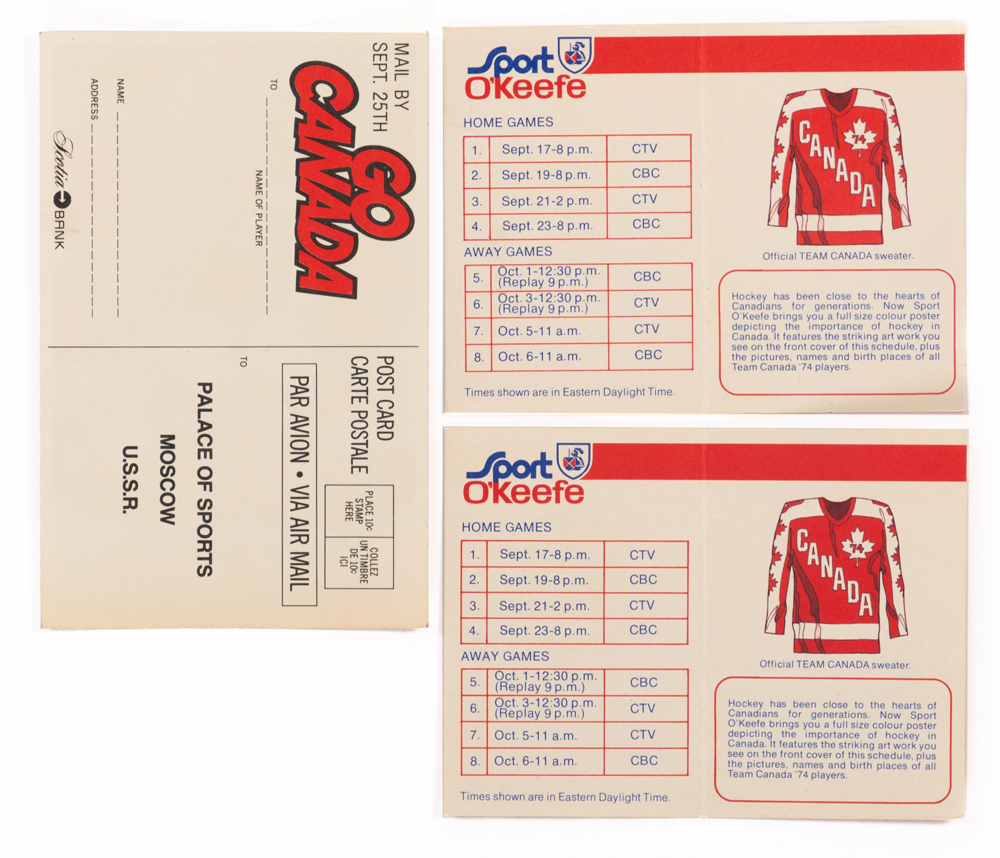 MAIL BY
SEPT. 25TH
GO
CANADA
TO
NAME OF PLAYER
NAME
ADDRESS
Scotia BANK
POST CARD
CARTE POSTALE
PLACE 10¢
STAMP
HERE
COLLEZ
UN TIMBRE
DE 10¢
ICI
PAR AVION • VIA AIR MAIL
TO
PALACE OF SPORTS
MOSCOW
U.S.S.R.
Sport
O'Keefe
HOME GAMES
1. Sept. 17-8 p.m. CTV
2. Sept. 19-8 p.m. CBC
3. Sept. 21-2 p.m. CTV
4. Sept. 23-8 p.m. CBC
AWAY GAMES
5. Oct. 1-12:30 p.m. CBC
(Replay 9 p.m.)
6. Oct. 3-12:30 p.m. CTV
(Replay 9 p.m.)
7. Oct. 5-11 a.m. CTV
8. Oct. 6-11 a.m. CBC
Times shown are in Eastern Daylight Time.
'74
CANADA
Official TEAM CANADA sweater.
Hockey has been close to the hearts of
Canadians for generations. Now Sport
O'Keefe brings you a full size colour poster
depicting the importance of hockey in
Canada. It features the striking art work you
see on the front cover of this schedule, plus
the pictures, names and birth places of all
Team Canada '74 players.
Sport
O'Keefe
HOME GAMES
1. Sept. 17-8 p.m. CTV
2. Sept. 19-8 p.m. CBC
3. Sept. 21-2 p.m. CTV
4. Sept. 23-8 p.m. CBC
AWAY GAMES
5. Oct. 1-12:30 p.m. CBC
(Replay 9 p.m.)
6. Oct. 3-12:30 p.m. CTV
(Replay 9 p.m.)
7. Oct. 5-11 a.m. CTV
8. Oct. 6-11 a.m. CBC
Times shown are in Eastern Daylight Time.
'74
CANADA
Official TEAM CANADA sweater.
Hockey has been close to the hearts of
Canadians for generations. Now Sport
O'Keefe brings you a full size colour poster
depicting the importance of hockey in
Canada. It features the striking art work you
see on the front cover of this schedule, plus
the pictures, names and birth places of all
Team Canada '74 players.